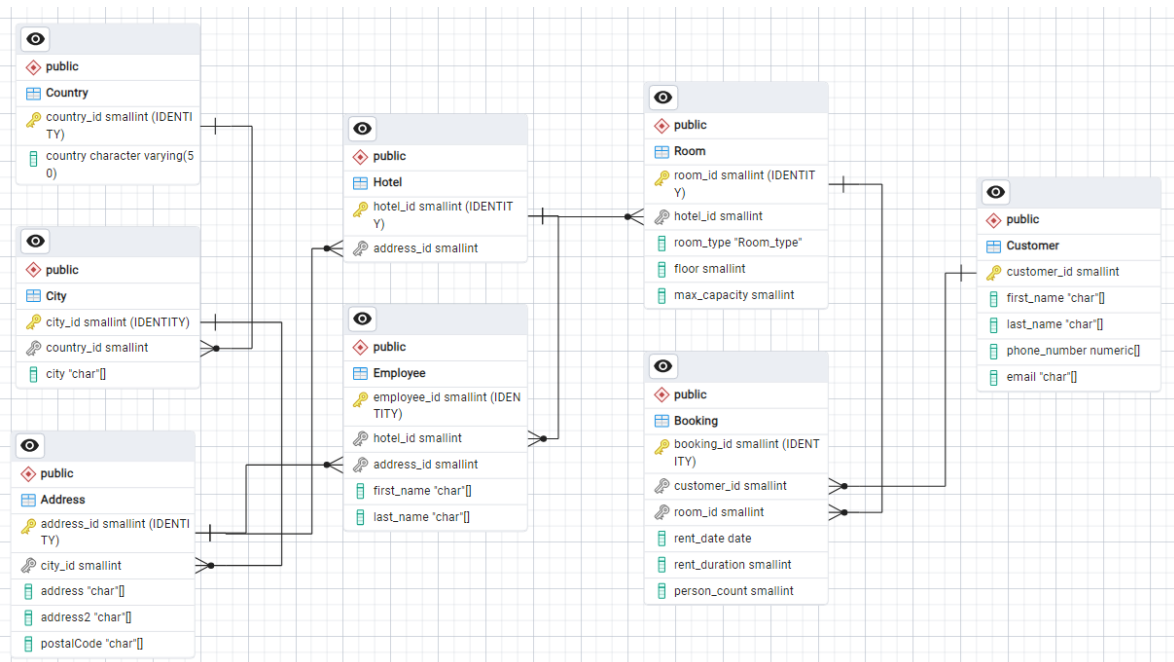 public
Country
country_id smallint (IDENTI
TY)
country character varying(5
0)
public
City
city_id smallint (IDENTITY)
country_id smallint
city "char"[]
public
Address
address_id smallint (IDENTI
TY)
city_id smallint
address "char"[]
address2 "char"[]
postalCode "char"[]
public
Hotel
hotel_id smallint (IDENTIT
Y)
address_id smallint
public
Employee
employee_id smallint (IDEN
TITY)
hotel_id smallint
address_id smallint
first_name "char"[]
last_name "char"[]
public
Room
room_id smallint (IDENTIT
Y)
hotel_id smallint
room_type "Room_type"
floor smallint
max_capacity smallint
public
Booking
booking_id smallint (IDENT
ITY)
customer_id smallint
room_id smallint
rent_date date
rent_duration smallint
person_count smallint
public
Customer
customer_id smallint
first_name "char"[]
last_name "char"[]
phone_number numeric[]
email "char"[]